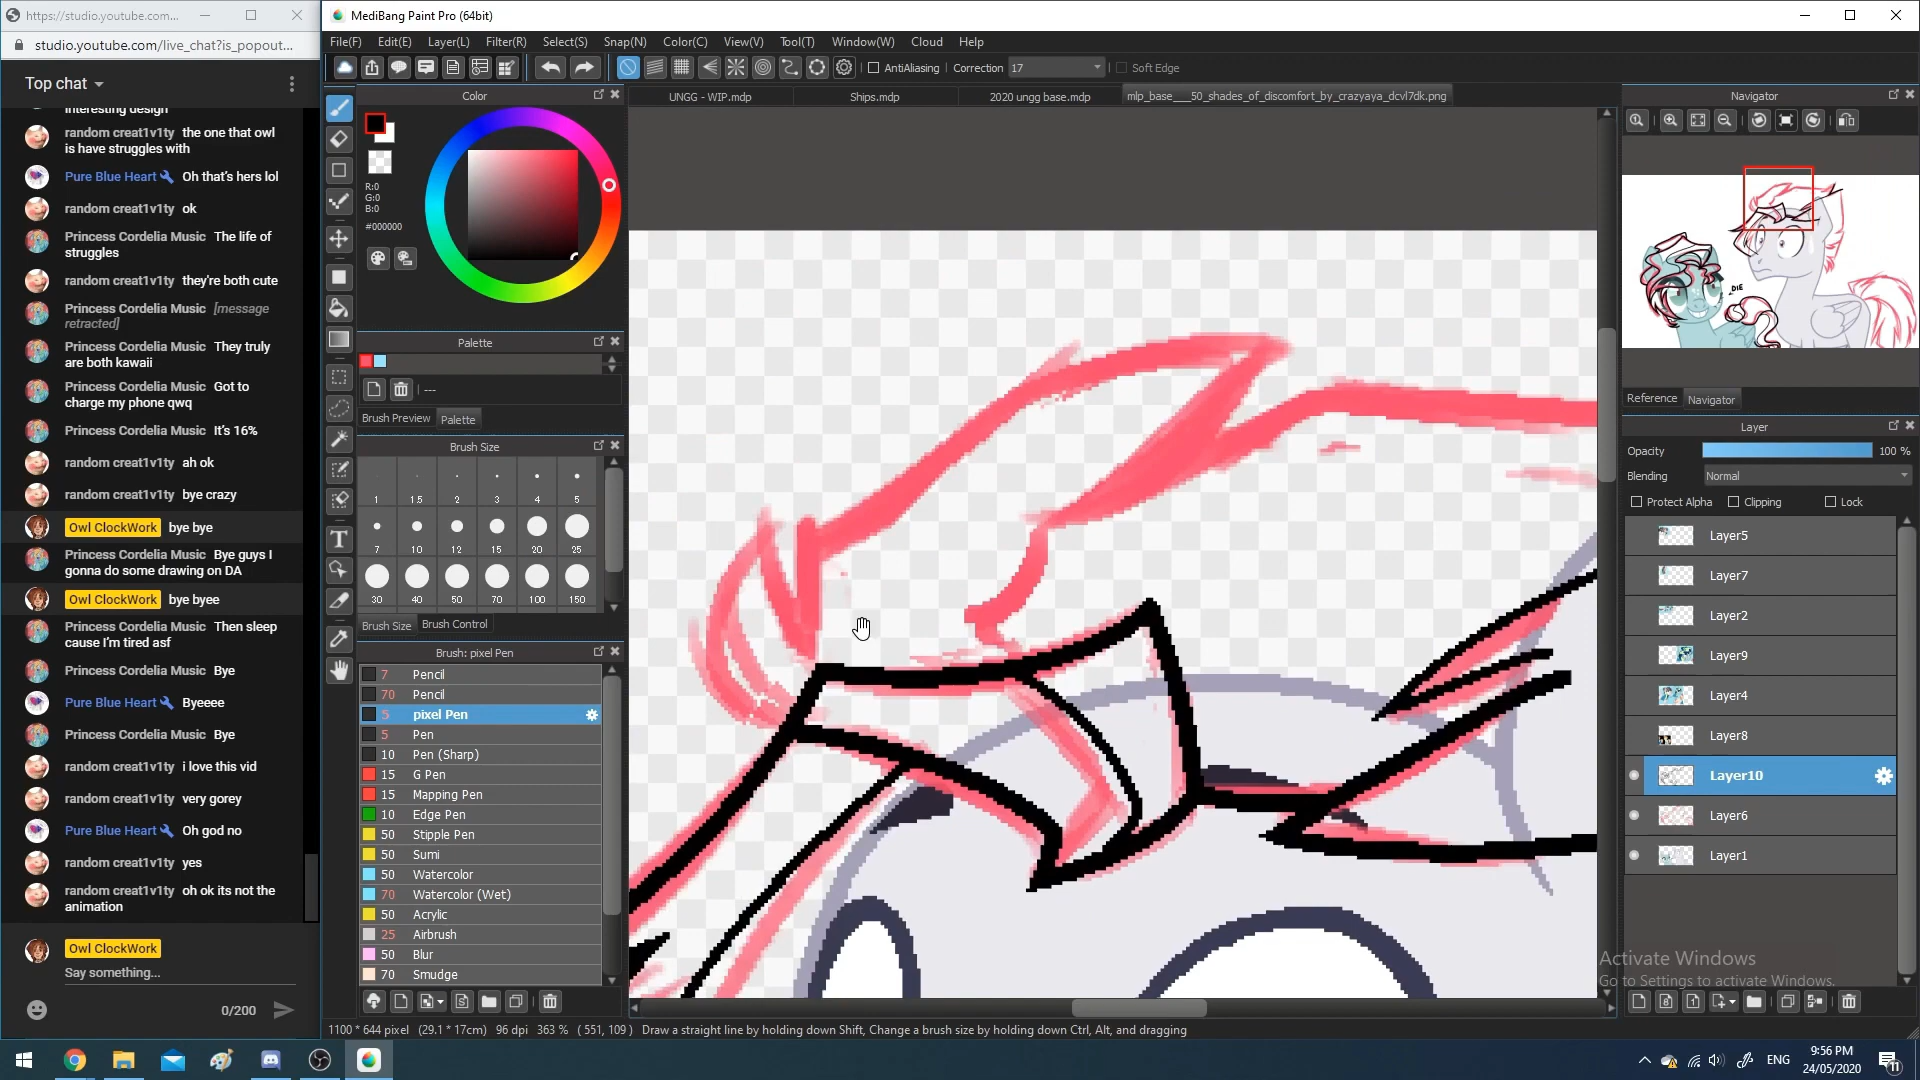 https://studio.youtube.com...
studio.youtube.com/live_chat?is_popout...
Top chat
interesting design
random creat1v1ty the one that owl
is have struggles with
Pure Blue Heart Oh that's hers lol
random creat1v1ty ok
Princess Cordelia Music The life of
struggles
random creat1v1ty they're both cute
Princess Cordelia Music [message
retracted]
Princess Cordelia Music They truly
are both kawaii
Princess Cordelia Music Got to
charge my phone qwq
Princess Cordelia Music It's 16%
random creat1v1ty ah ok
random creat1v1ty bye crazy
Owl ClockWork bye bye
Princess Cordelia Music Bye guys I
gonna do some drawing on DA
Owl ClockWork bye byee
Princess Cordelia Music Then sleep
cause I'm tired asf
Princess Cordelia Music Bye
Pure Blue Heart Byeeee
Princess Cordelia Music Bye
random creat1v1ty i love this vid
random creat1v1ty very gorey
Pure Blue Heart Oh god no
random creat1v1ty yes
random creat1v1ty oh ok its not the
animation
Owl ClockWork
Say something...
0/200
MediBang Paint Pro (64bit)
File(F) Edit(E) Layer(L) Filter(R) Select(S) Snap(N) Color(C) View(V) Tool(T) Window(W) Cloud Help
AntiAliasing Correction 17 Soft Edge
UNGG - WIP.mdp Ships.mdp 2020 ungg base.mdp mlp_base___50_shades_of_discomfort_by_crazyaya_dcvl7dk.png
Color
R:0
G:0
B:0
#000000
Palette
---
Brush Preview Palette
Brush Size
1 1.5 2 3 4 5
7 10 12 15 20 25
30 40 50 70 100 150
Brush Size Brush Control
Brush: pixel Pen
7 Pencil
70 Pencil
5 pixel Pen
5 Pen
10 Pen (Sharp)
15 G Pen
15 Mapping Pen
10 Edge Pen
50 Stipple Pen
50 Sumi
50 Watercolor
70 Watercolor (Wet)
50 Acrylic
25 Airbrush
50 Blur
70 Smudge
Navigator
DIE
Reference Navigator
Layer
Opacity 100 %
Blending Normal
Protect Alpha Clipping Lock
Layer5
Layer7
Layer2
Layer9
Layer4
Layer8
Layer10
Layer6
Layer1
Activate Windows
Go to Settings to activate Windows.
1100 * 644 pixel (29.1 * 17cm) 96 dpi 363 % ( 551, 109 ) Draw a straight line by holding down Shift, Change a brush size by holding down Ctrl, Alt, and dragging
ENG
9:56 PM
24/05/2020
11